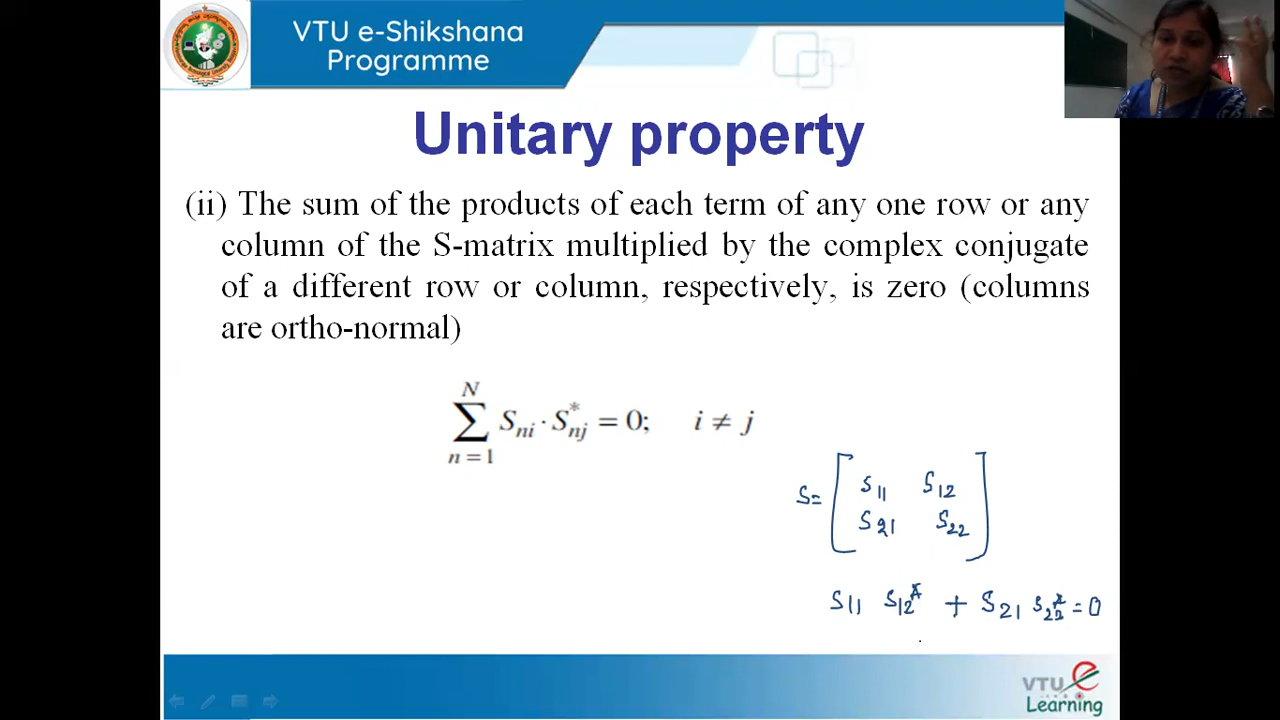 VTU e-Shikshana
Programme
Unitary property
(ii) The sum of the products of each term of any one row or any
column of the S-matrix multiplied by the complex conjugate
of a different row or column, respectively, is zero (columns
are ortho-normal)
N
∑ Sni · S*nj = 0; i ≠ j
n = 1
S= [ S11 S12
S21 S22 ]
S11 S12* + S21 S22* = 0
VTU e
Learning